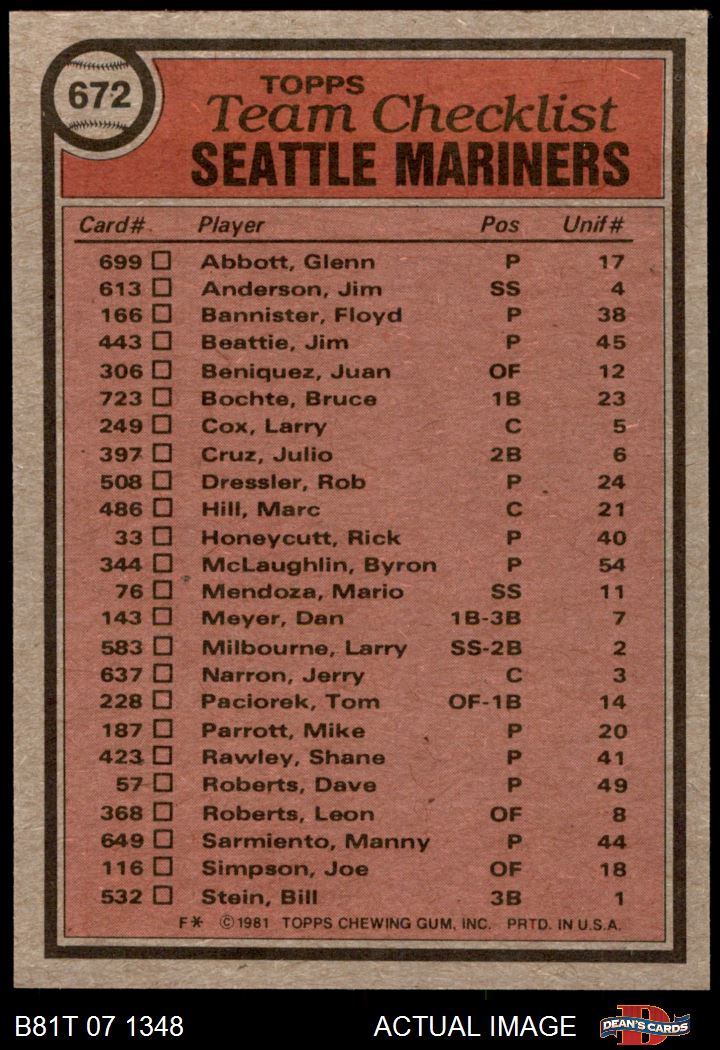 672
TOPPS
Team Checklist
SEATTLE MARINERS
Card# Player Pos Unif#
699 Abbott, Glenn P 17
613 Anderson, Jim SS 4
166 Bannister, Floyd P 38
443 Beattie, Jim P 45
306 Beniquez, Juan OF 12
723 Bochte, Bruce 1B 23
249 Cox, Larry C 5
397 Cruz, Julio 2B 6
508 Dressler, Rob P 24
486 Hill, Marc C 21
33 Honeycutt, Rick P 40
344 McLaughlin, Byron P 54
76 Mendoza, Mario SS 11
143 Meyer, Dan 1B-3B 7
583 Milbourne, Larry SS-2B 2
637 Narron, Jerry C 3
228 Paciorek, Tom OF-1B 14
187 Parrott, Mike P 20
423 Rawley, Shane P 41
57 Roberts, Dave P 49
368 Roberts, Leon OF 8
649 Sarmiento, Manny P 44
116 Simpson, Joe OF 18
532 Stein, Bill 3B 1
F* ©1981 TOPPS CHEWING GUM, INC. PRTD. IN U.S.A.
B81T 07 1348 ACTUAL IMAGE D DEAN'S CARDS